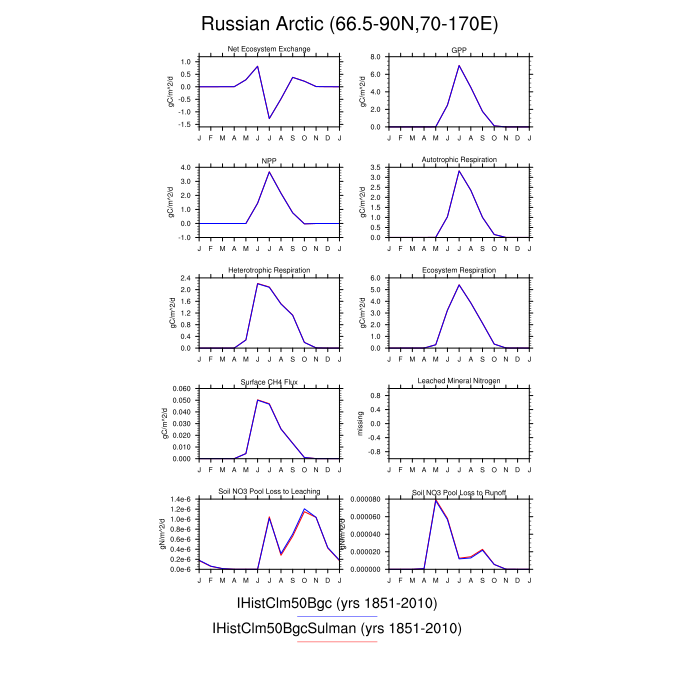 Russian Arctic (66.5-90N,70-170E)
Net Ecosystem Exchange
gC/m^2/d
1.0
0.5
0.0
-0.5
-1.0
-1.5
J F M A M J J A S O N D J
GPP
gC/m^2/d
8.0
6.0
4.0
2.0
0.0
J F M A M J J A S O N D J
NPP
gC/m^2/d
4.0
3.0
2.0
1.0
0.0
-1.0
J F M A M J J A S O N D J
Autotrophic Respiration
gC/m^2/d
3.5
3.0
2.5
2.0
1.5
1.0
0.5
0.0
J F M A M J J A S O N D J
Heterotrophic Respiration
gC/m^2/d
2.4
2.0
1.6
1.2
0.8
0.4
0.0
J F M A M J J A S O N D J
Ecosystem Respiration
gC/m^2/d
6.0
5.0
4.0
3.0
2.0
1.0
0.0
J F M A M J J A S O N D J
Surface CH4 Flux
gC/m^2/d
0.060
0.050
0.040
0.030
0.020
0.010
0.000
J F M A M J J A S O N D J
Leached Mineral Nitrogen
missing
0.8
0.4
0.0
-0.4
-0.8
J F M A M J J A S O N D J
Soil NO3 Pool Loss to Leaching
gN/m^2/d
1.4e-6
1.2e-6
1.0e-6
0.8e-6
0.6e-6
0.4e-6
0.2e-6
0.0e-6
J F M A M J J A S O N D J
Soil NO3 Pool Loss to Runoff
gN/m^2/d
0.000080
0.000060
0.000040
0.000020
0.000000
J F M A M J J A S O N D J
IHistClm50Bgc (yrs 1851-2010)
IHistClm50BgcSulman (yrs 1851-2010)